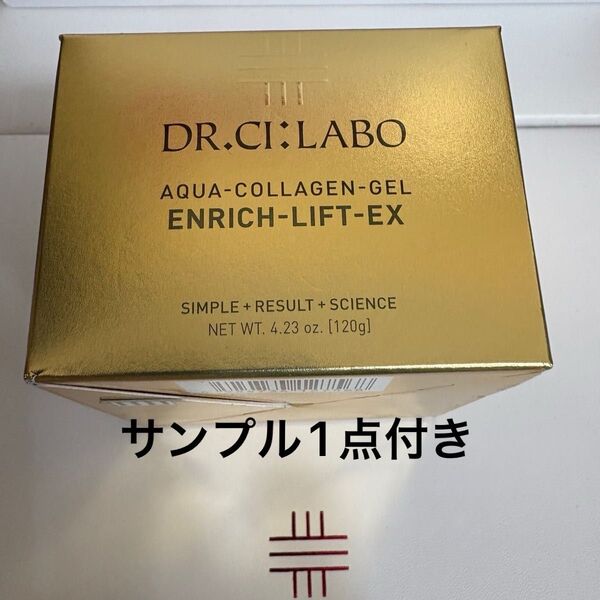 DR.CI:LABO
AQUA-COLLAGEN-GEL
ENRICH-LIFT-EX
SIMPLE + RESULT + SCIENCE
NET WT. 4.23 oz. [120g]
サンプル1点付き